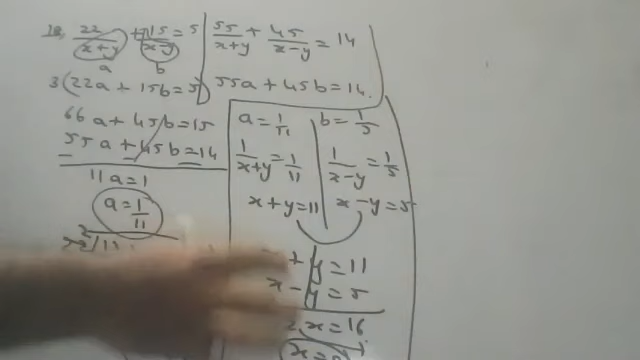 22/(x+y) + 15/(x-y) = 5
a b
3(22a + 15b = 5)
66a + 45b = 15
55a + 45b = 14
11a = 1
a = 1/11
55/(x+y) + 45/(x-y) = 14
55a + 45b = 14.
a = 1/11 b = 1/5
1/(x+y) = 1/11 1/(x-y) = 1/5
x+y = 11 x-y = 5
+ y = 11
x - y = 5
2x = 16
x =